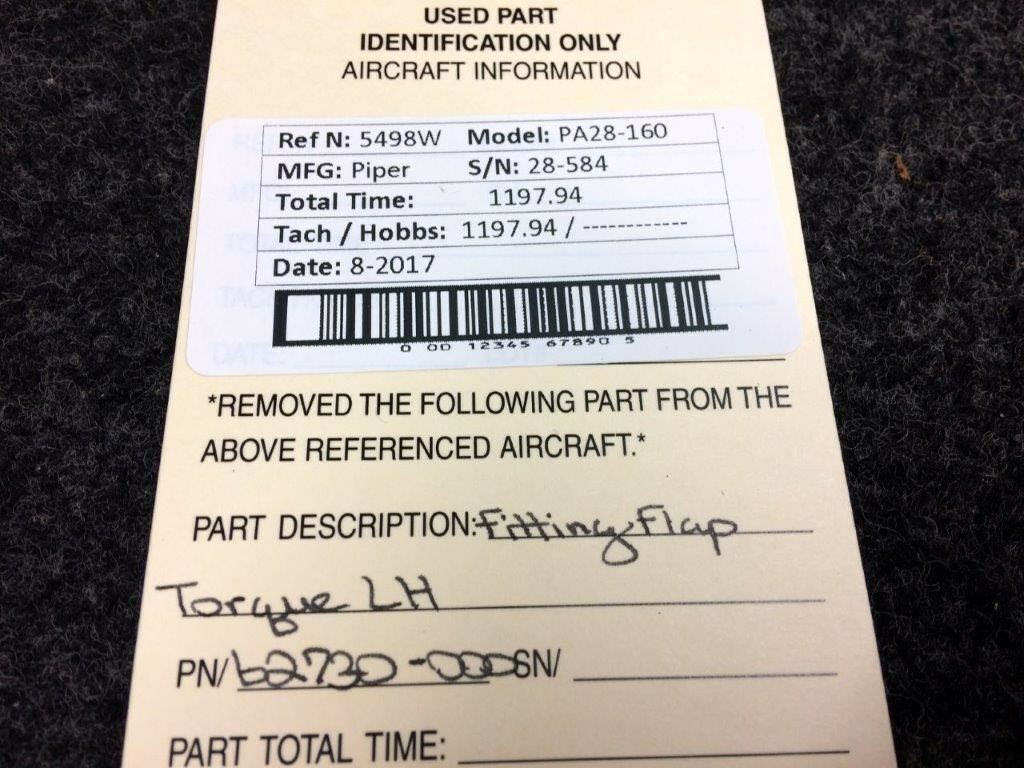 USED PART
IDENTIFICATION ONLY
AIRCRAFT INFORMATION
Ref N: 5498W Model: PA28-160
MFG: Piper S/N: 28-584
Total Time: 1197.94
Tach / Hobbs: 1197.94 / ------------
Date: 8-2017
0 00 12345 67890 5
*REMOVED THE FOLLOWING PART FROM THE
ABOVE REFERENCED AIRCRAFT.*
PART DESCRIPTION: Fitting, Flap
Torque LH
PN/ 62730-000 SN/
PART TOTAL TIME: